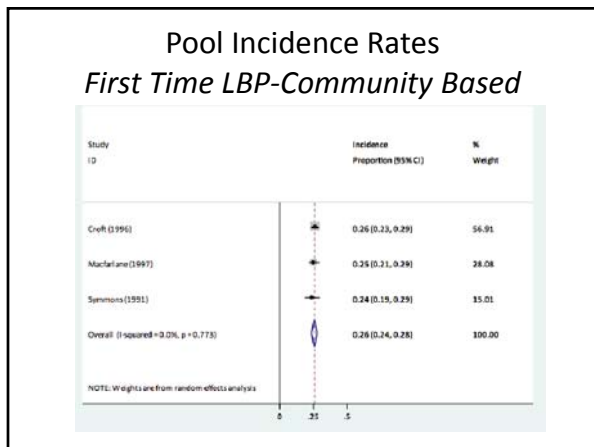 Pool Incidence Rates
First Time LBP-Community Based
Study ID Incidence Proportion (95% CI) % Weight
Croft (1996) 0.26 (0.23, 0.29) 56.91
Macfarlane (1997) 0.25 (0.21, 0.29) 28.08
Symmons (1991) 0.24 (0.19, 0.29) 15.01
Overall (I-squared = 0.0%, p = 0.773) 0.26 (0.24, 0.28) 100.00
NOTE: Weights are from random effects analysis
0 .25 .5